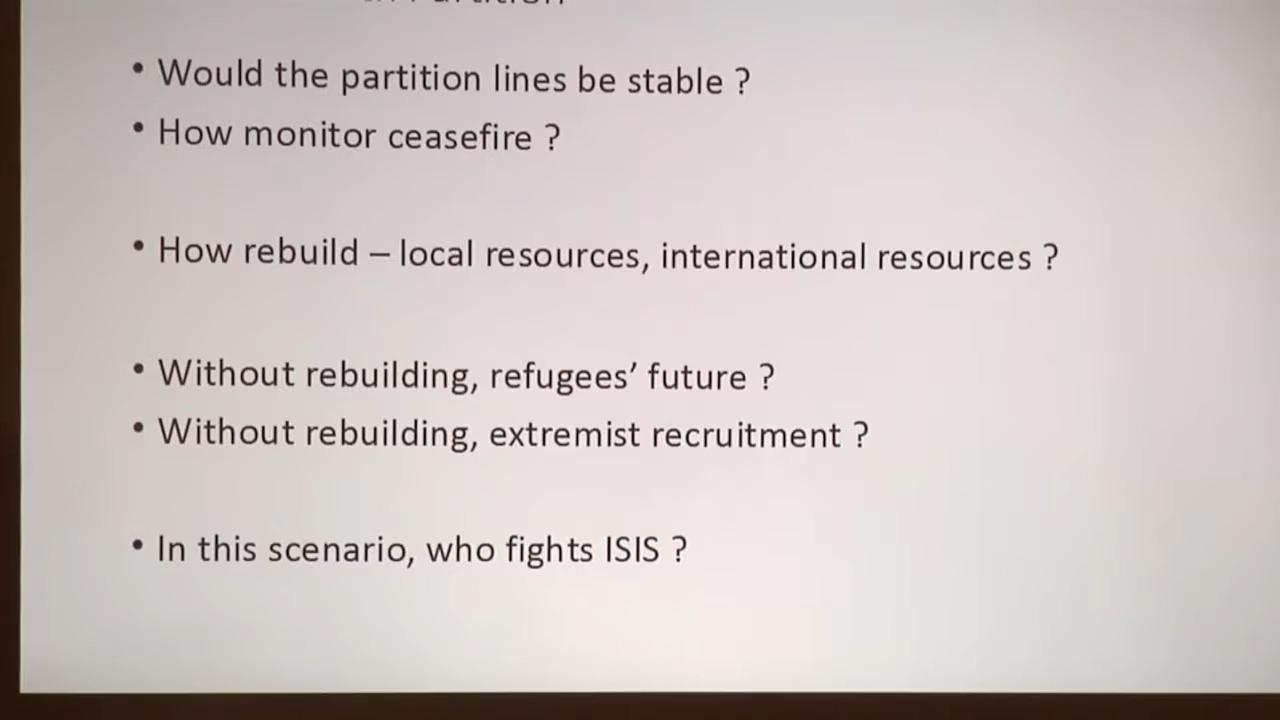 • Would the partition lines be stable ?
• How monitor ceasefire ?
• How rebuild – local resources, international resources ?
• Without rebuilding, refugees’ future ?
• Without rebuilding, extremist recruitment ?
• In this scenario, who fights ISIS ?